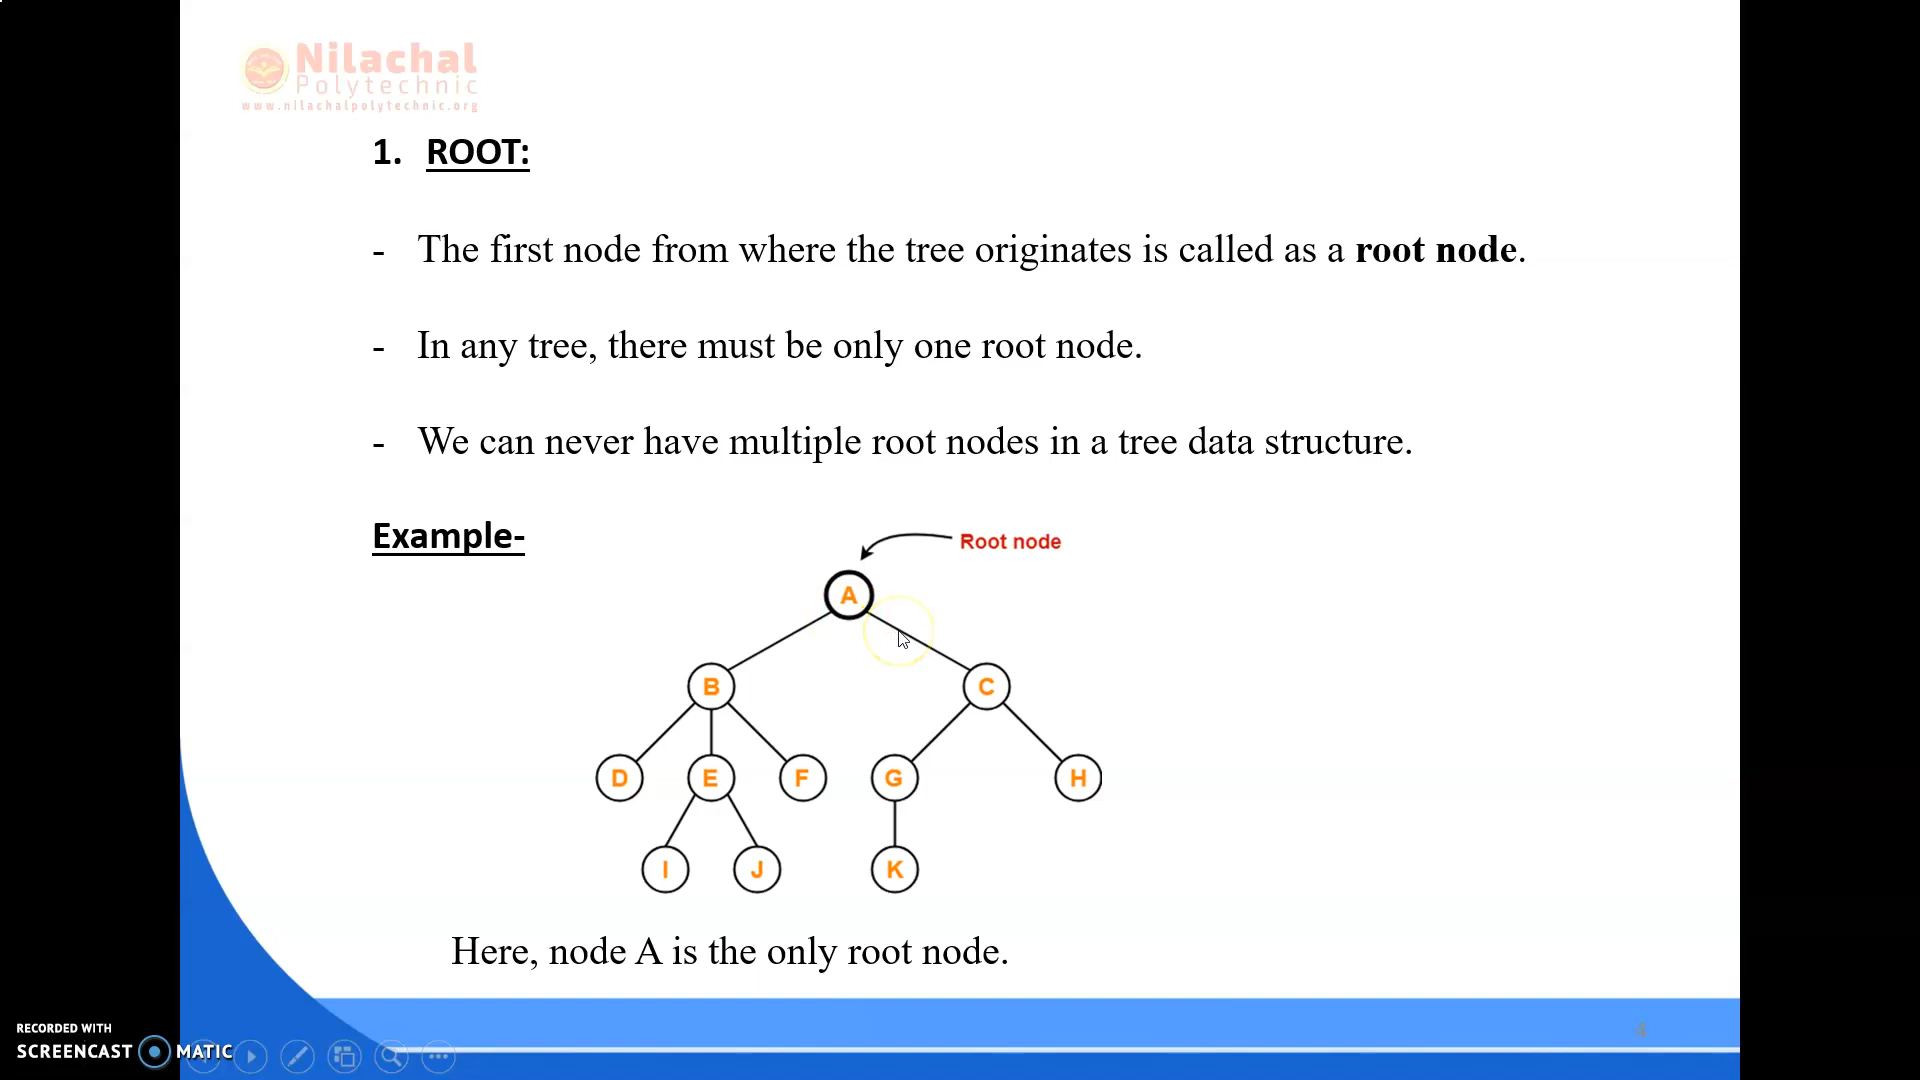 Nilachal
Polytechnic
www.nilachalpolytechnic.org
1. ROOT:
- The first node from where the tree originates is called as a root node.
- In any tree, there must be only one root node.
- We can never have multiple root nodes in a tree data structure.
Example-
Root node
A
B C
D E F G H
I J K
Here, node A is the only root node.
4
RECORDED WITH
SCREENCAST MATIC